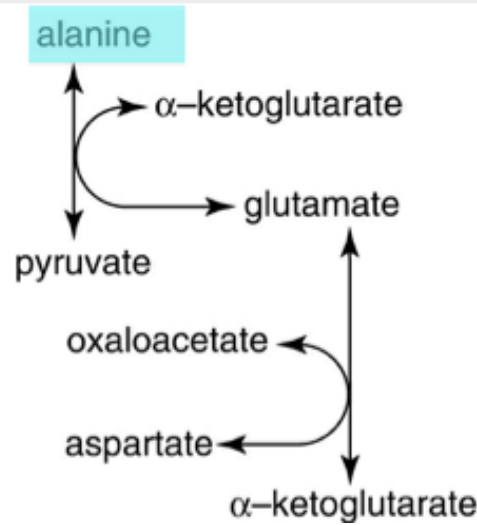 alanine
α–ketoglutarate
glutamate
pyruvate
oxaloacetate
aspartate
α–ketoglutarate